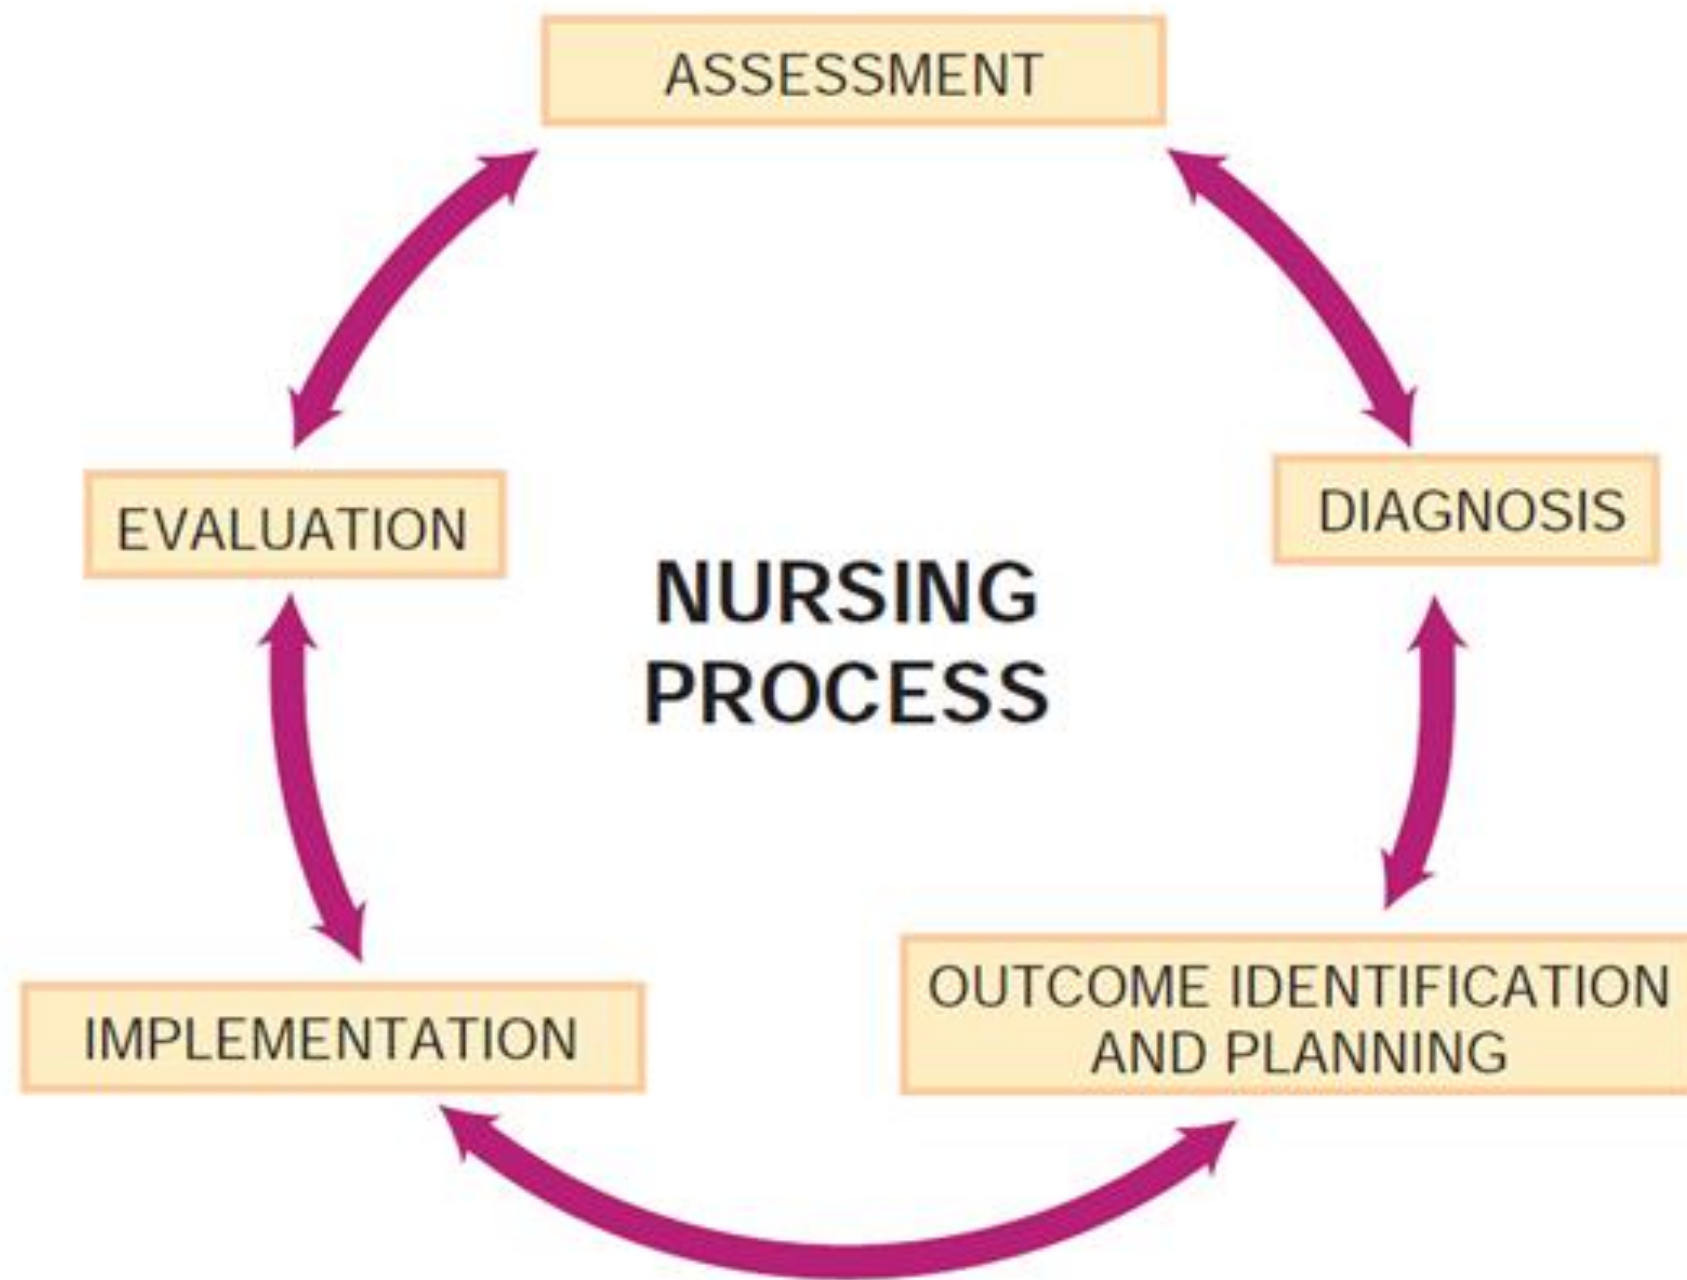 ASSESSMENT
DIAGNOSIS
OUTCOME IDENTIFICATION
AND PLANNING
IMPLEMENTATION
EVALUATION
NURSING
PROCESS